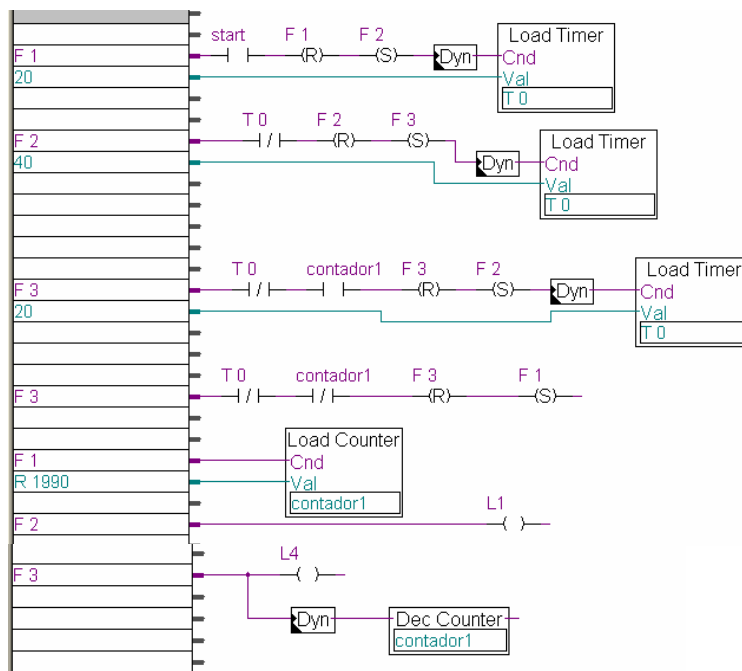 start F 1 F 2 Load Timer
F 1 (R) (S) Dyn Cnd
20 Val
T 0
T 0 F 2 F 3 Load Timer
F 2 (R) (S) Dyn Cnd
40 Val
T 0
T 0 contador1 F 3 F 2 Load Timer
F 3 (R) (S) Dyn Cnd
20 Val
T 0
T 0 contador1 F 3 F 1
F 3 (R) (S)
Load Counter
F 1 Cnd
R 1990 Val
contador1
L1
F 2
L4
F 3
Dyn Dec Counter
contador1